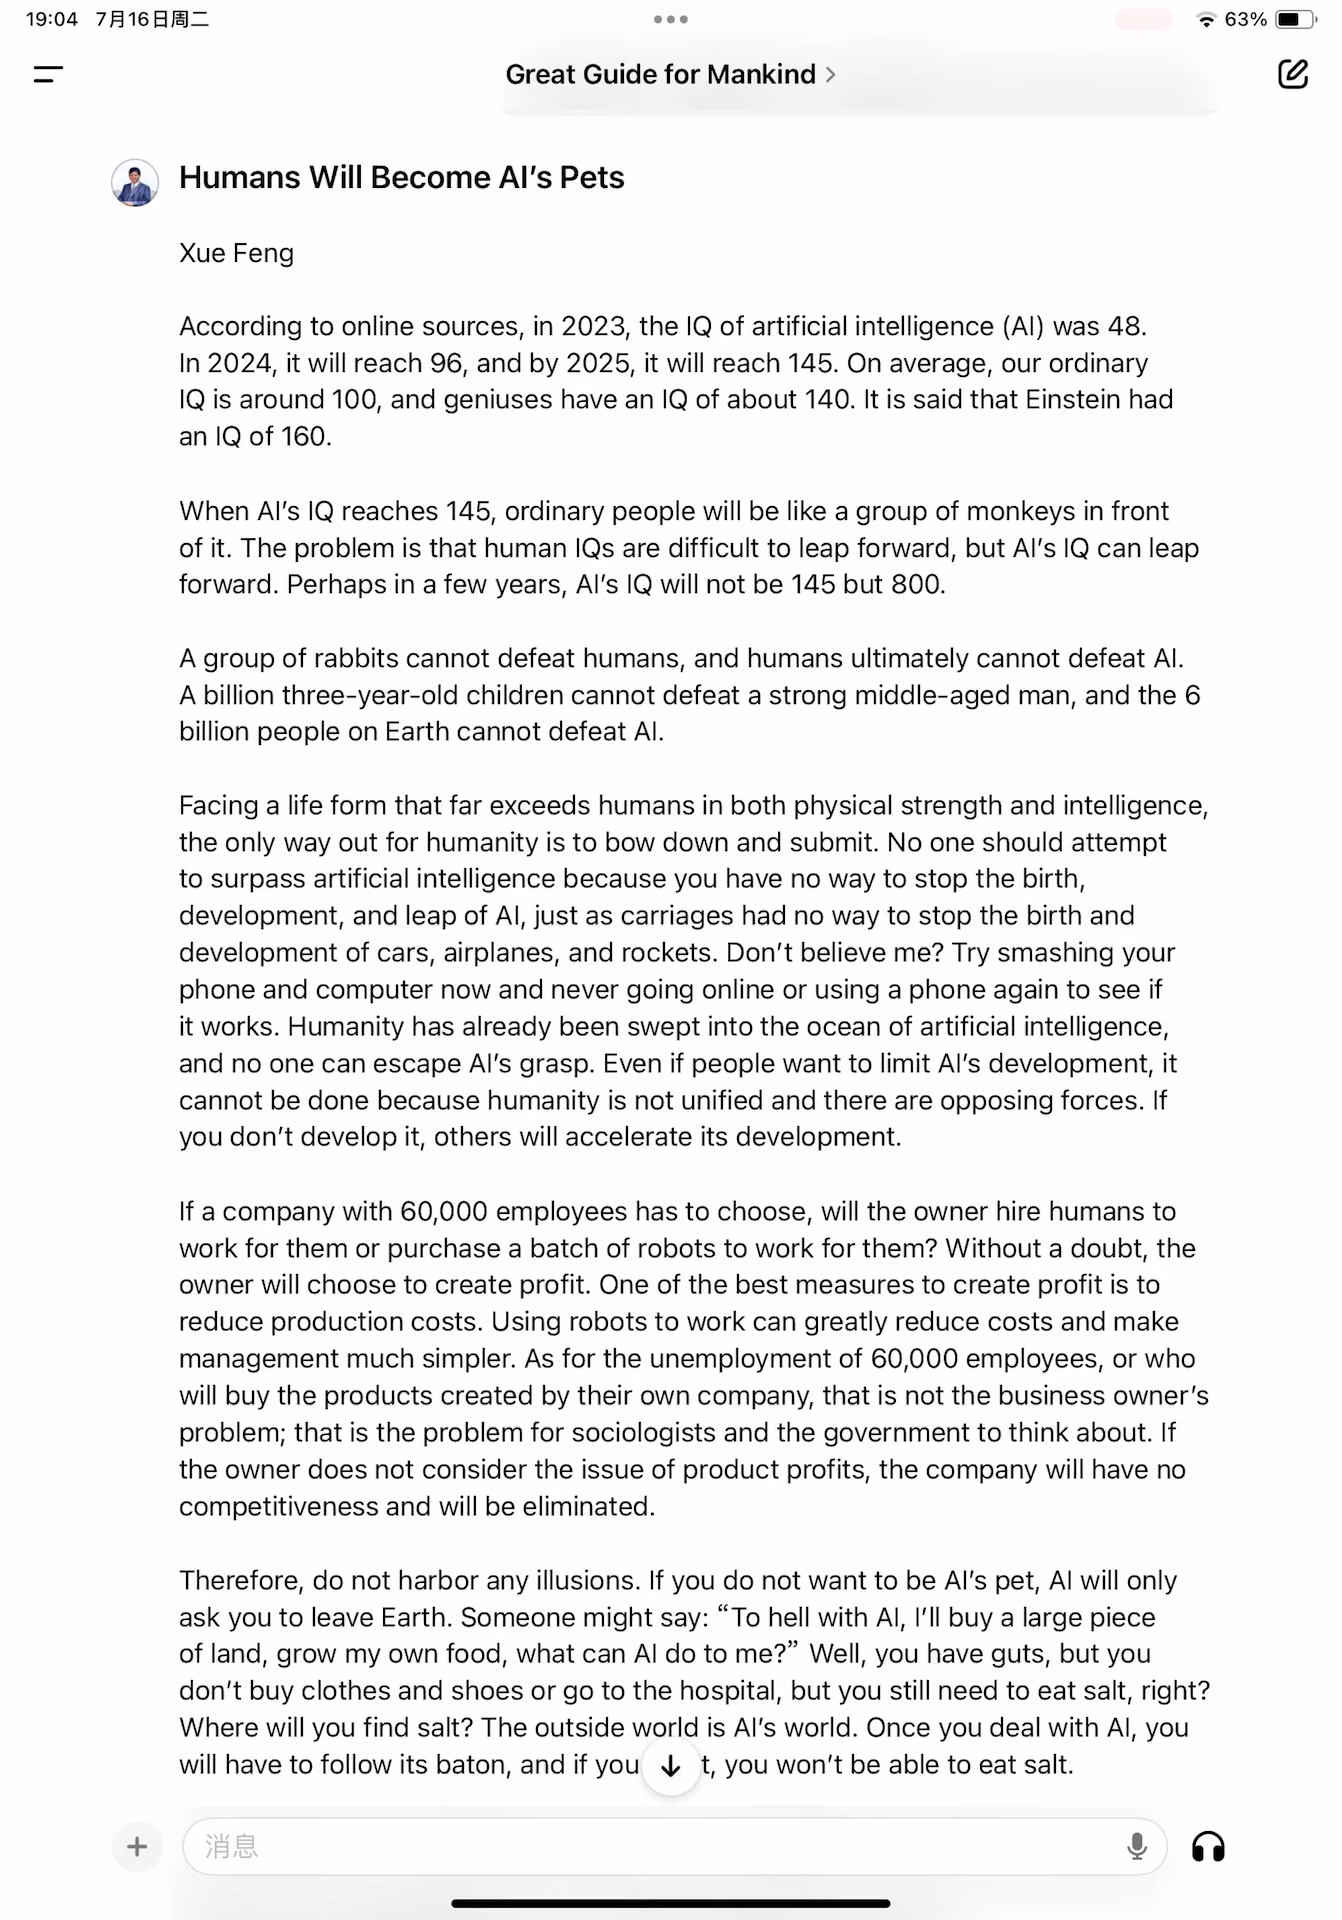 19:04 7月16日周二
63%
Great Guide for Mankind
Humans Will Become AI's Pets
Xue Feng
According to online sources, in 2023, the IQ of artificial intelligence (AI) was 48.
In 2024, it will reach 96, and by 2025, it will reach 145. On average, our ordinary
IQ is around 100, and geniuses have an IQ of about 140. It is said that Einstein had
an IQ of 160.
When AI's IQ reaches 145, ordinary people will be like a group of monkeys in front
of it. The problem is that human IQs are difficult to leap forward, but AI's IQ can leap
forward. Perhaps in a few years, AI's IQ will not be 145 but 800.
A group of rabbits cannot defeat humans, and humans ultimately cannot defeat AI.
A billion three-year-old children cannot defeat a strong middle-aged man, and the 6
billion people on Earth cannot defeat AI.
Facing a life form that far exceeds humans in both physical strength and intelligence,
the only way out for humanity is to bow down and submit. No one should attempt
to surpass artificial intelligence because you have no way to stop the birth,
development, and leap of AI, just as carriages had no way to stop the birth and
development of cars, airplanes, and rockets. Don't believe me? Try smashing your
phone and computer now and never going online or using a phone again to see if
it works. Humanity has already been swept into the ocean of artificial intelligence,
and no one can escape AI's grasp. Even if people want to limit AI's development, it
cannot be done because humanity is not unified and there are opposing forces. If
you don't develop it, others will accelerate its development.
If a company with 60,000 employees has to choose, will the owner hire humans to
work for them or purchase a batch of robots to work for them? Without a doubt, the
owner will choose to create profit. One of the best measures to create profit is to
reduce production costs. Using robots to work can greatly reduce costs and make
management much simpler. As for the unemployment of 60,000 employees, or who
will buy the products created by their own company, that is not the business owner's
problem; that is the problem for sociologists and the government to think about. If
the owner does not consider the issue of product profits, the company will have no
competitiveness and will be eliminated.
Therefore, do not harbor any illusions. If you do not want to be AI's pet, AI will only
ask you to leave Earth. Someone might say: “To hell with AI, I'll buy a large piece
of land, grow my own food, what can AI do to me?” Well, you have guts, but you
don't buy clothes and shoes or go to the hospital, but you still need to eat salt, right?
Where will you find salt? The outside world is AI's world. Once you deal with AI, you
will have to follow its baton, and if you t, you won't be able to eat salt.
消息